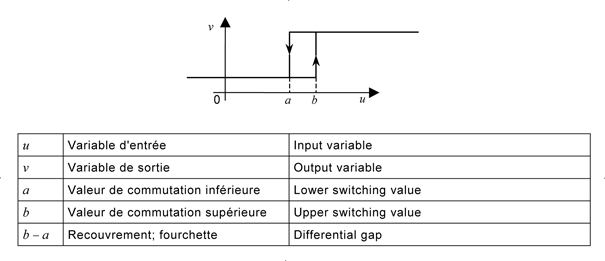 v
0 a b u
u Variable d'entrée Input variable
v Variable de sortie Output variable
a Valeur de commutation inférieure Lower switching value
b Valeur de commutation supérieure Upper switching value
b – a Recouvrement; fourchette Differential gap